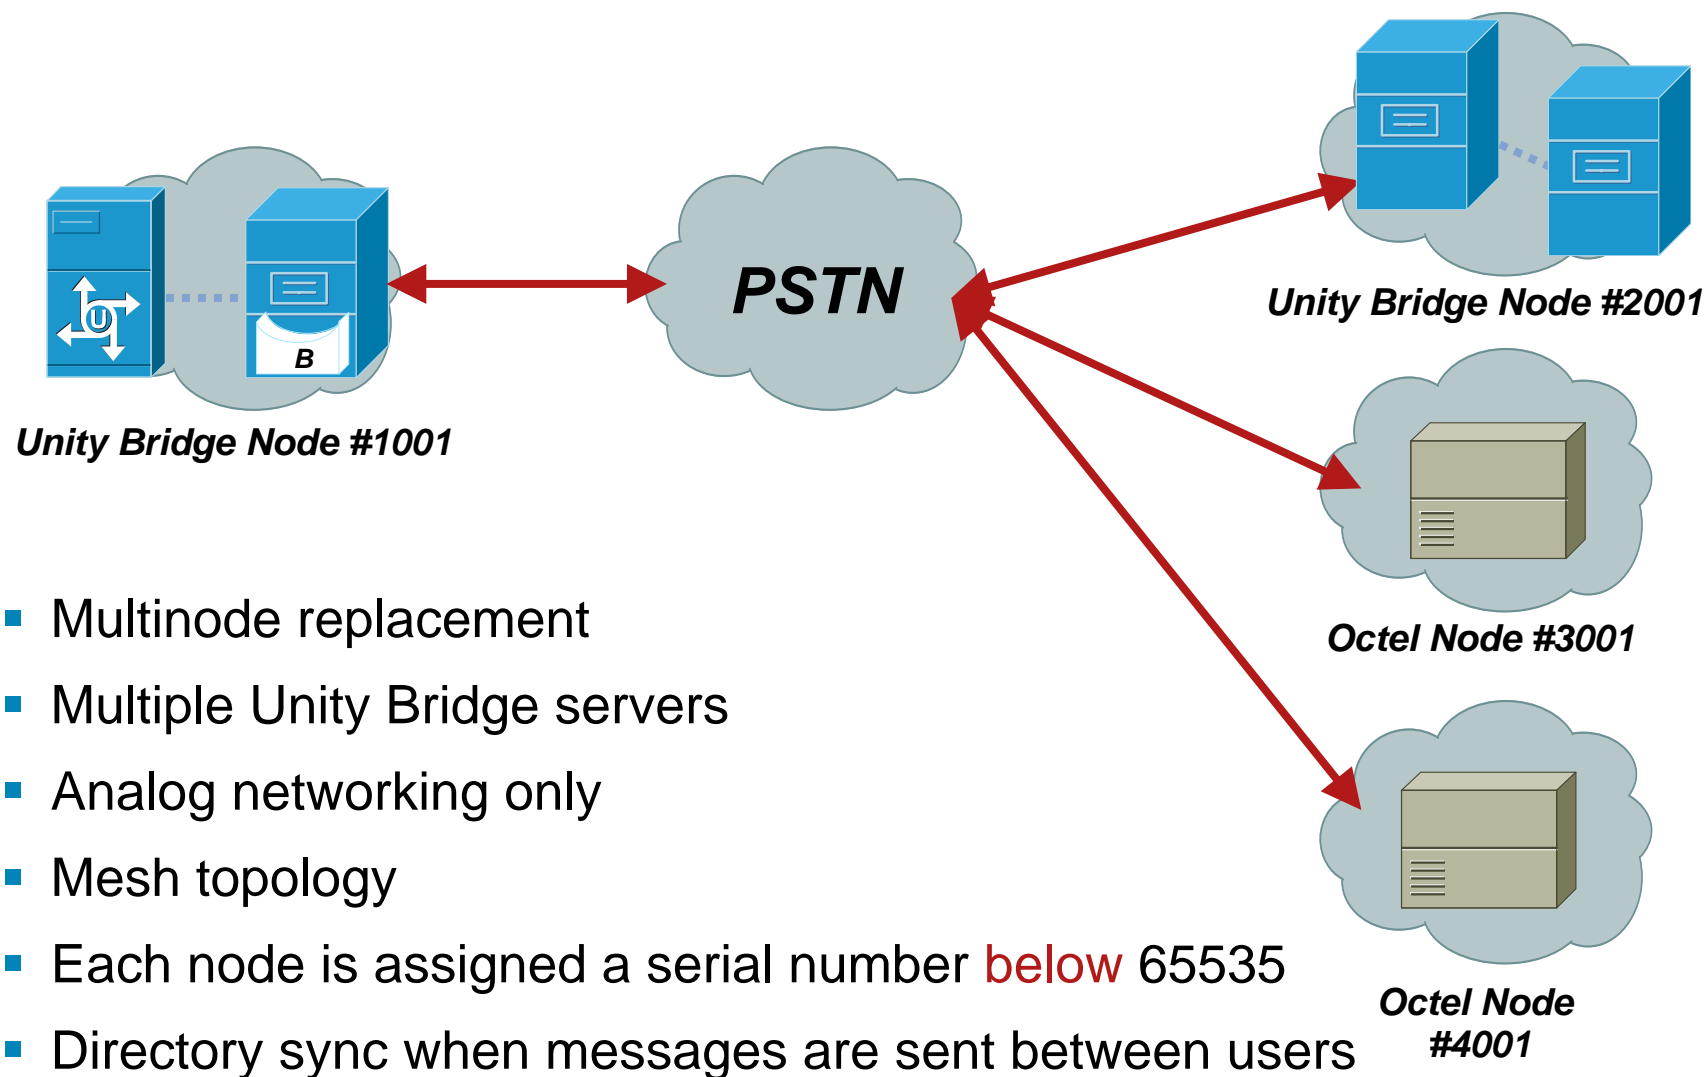 Unity Bridge Node #2001
PSTN
U
B
Unity Bridge Node #1001
Octel Node #3001
Multinode replacement
Multiple Unity Bridge servers
Analog networking only
Mesh topology
Each node is assigned a serial number below 65535
Directory sync when messages are sent between users
Octel Node
#4001